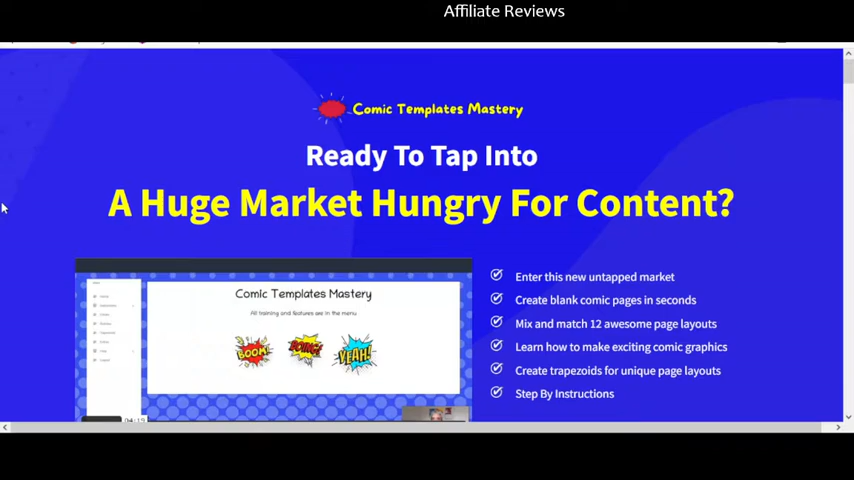 Affiliate Reviews
Comic Templates Mastery
Ready To Tap Into
A Huge Market Hungry For Content?
Comic Templates Mastery
All training and features are in the menu
BOOM!
BOUNCE!
YEAH!
Enter this new untapped market
Create blank comic pages in seconds
Mix and match 12 awesome page layouts
Learn how to make exciting comic graphics
Create trapezoids for unique page layouts
Step By Instructions